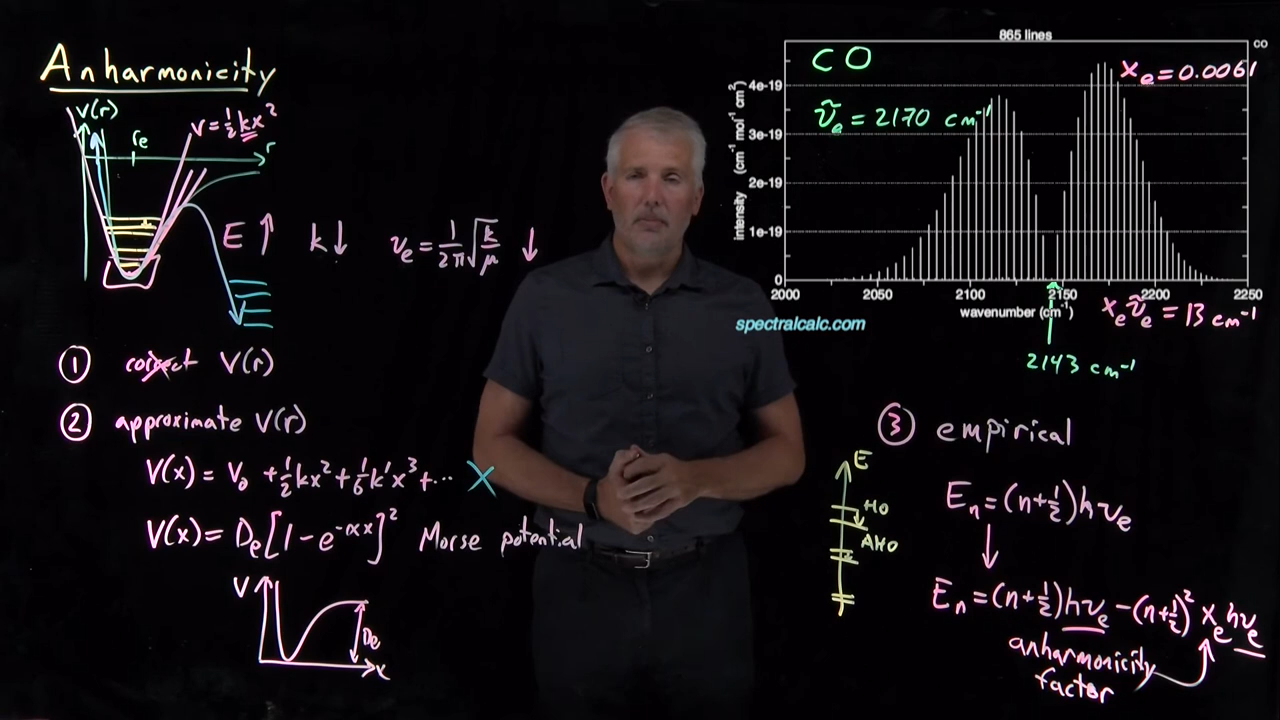 Anharmonicity
V(r)
V = ½kx²
re
r
E ↑ k↓ νe = 1/2π √k/μ ↓
① correct V(r)
② approximate V(r)
V(x) = V₀ + ½kx² + ⅙k'x³ + ··· X
V(x) = De[1 - e^-αx]² Morse potential
V
De
x
865 lines
CO
CO
xe = 0.0061
ν̃e = 2170 cm⁻¹
intensity (cm⁻¹ mol⁻¹ cm²)
4e-19
3e-19
2e-19
1e-19
0
2000 2050 2100 2150 2200 2250
wavenumber (cm⁻¹)
xeν̃e = 13 cm⁻¹
spectralcalc.com
2143 cm⁻¹
③ empirical
E
HO
AHO
En = (n+½)hνe
↓
En = (n+½)hνe - (n+½)² xe hνe
anharmonicity
factor